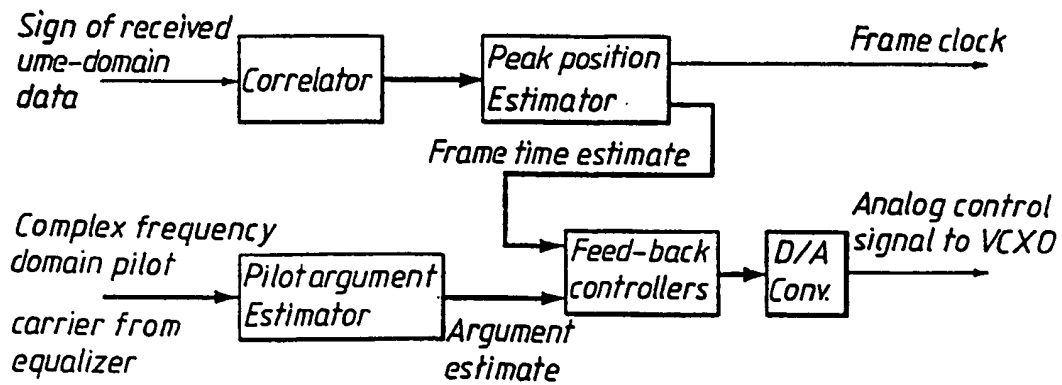 Sign of received
ume-domain
data
Correlator
Peak position
Estimator
Frame clock
Frame time estimate
Complex frequency
domain pilot
carrier from
equalizer
Pilot argument
Estimator
Argument
estimate
Feed-back
controllers
D/A
Conv.
Analog control
signal to VCXO